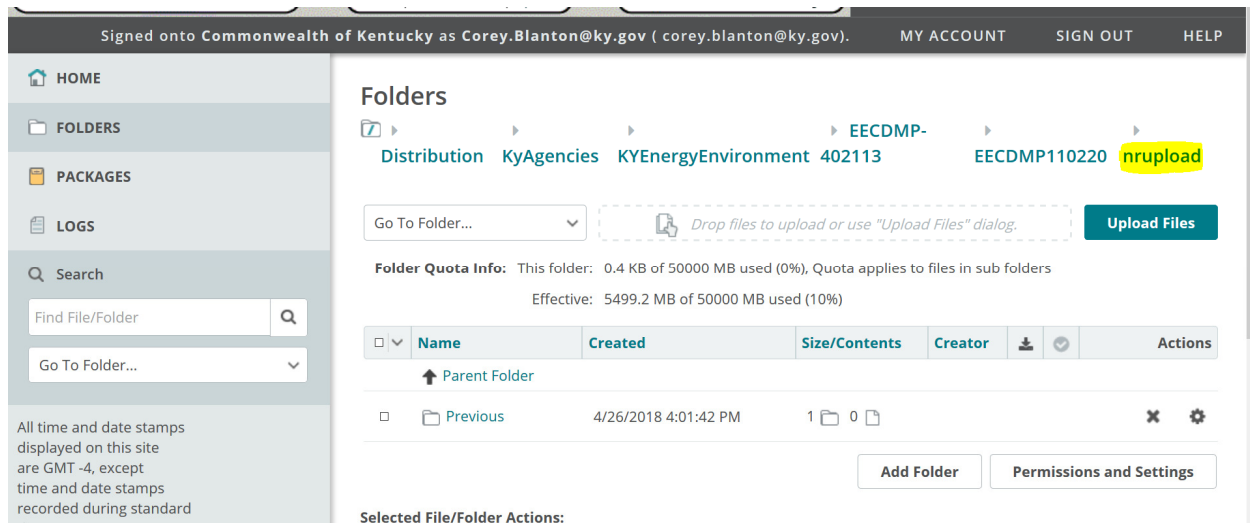 Signed onto Commonwealth of Kentucky as Corey.Blanton@ky.gov ( corey.blanton@ky.gov). MY ACCOUNT SIGN OUT HELP
HOME
FOLDERS
PACKAGES
LOGS
Search
Find File/Folder
Go To Folder...
All time and date stamps
displayed on this site
are GMT -4, except
time and date stamps
recorded during standard
Folders
Distribution KyAgencies KYEnergyEnvironment EECDMP-
402113 EECDMP110220 nrupload
Go To Folder... Drop files to upload or use "Upload Files" dialog. Upload Files
Folder Quota Info: This folder: 0.4 KB of 50000 MB used (0%), Quota applies to files in sub folders
Effective: 5499.2 MB of 50000 MB used (10%)
Name Created Size/Contents Creator Actions
Parent Folder
Previous 4/26/2018 4:01:42 PM 1 0
Add Folder Permissions and Settings
Selected File/Folder Actions: